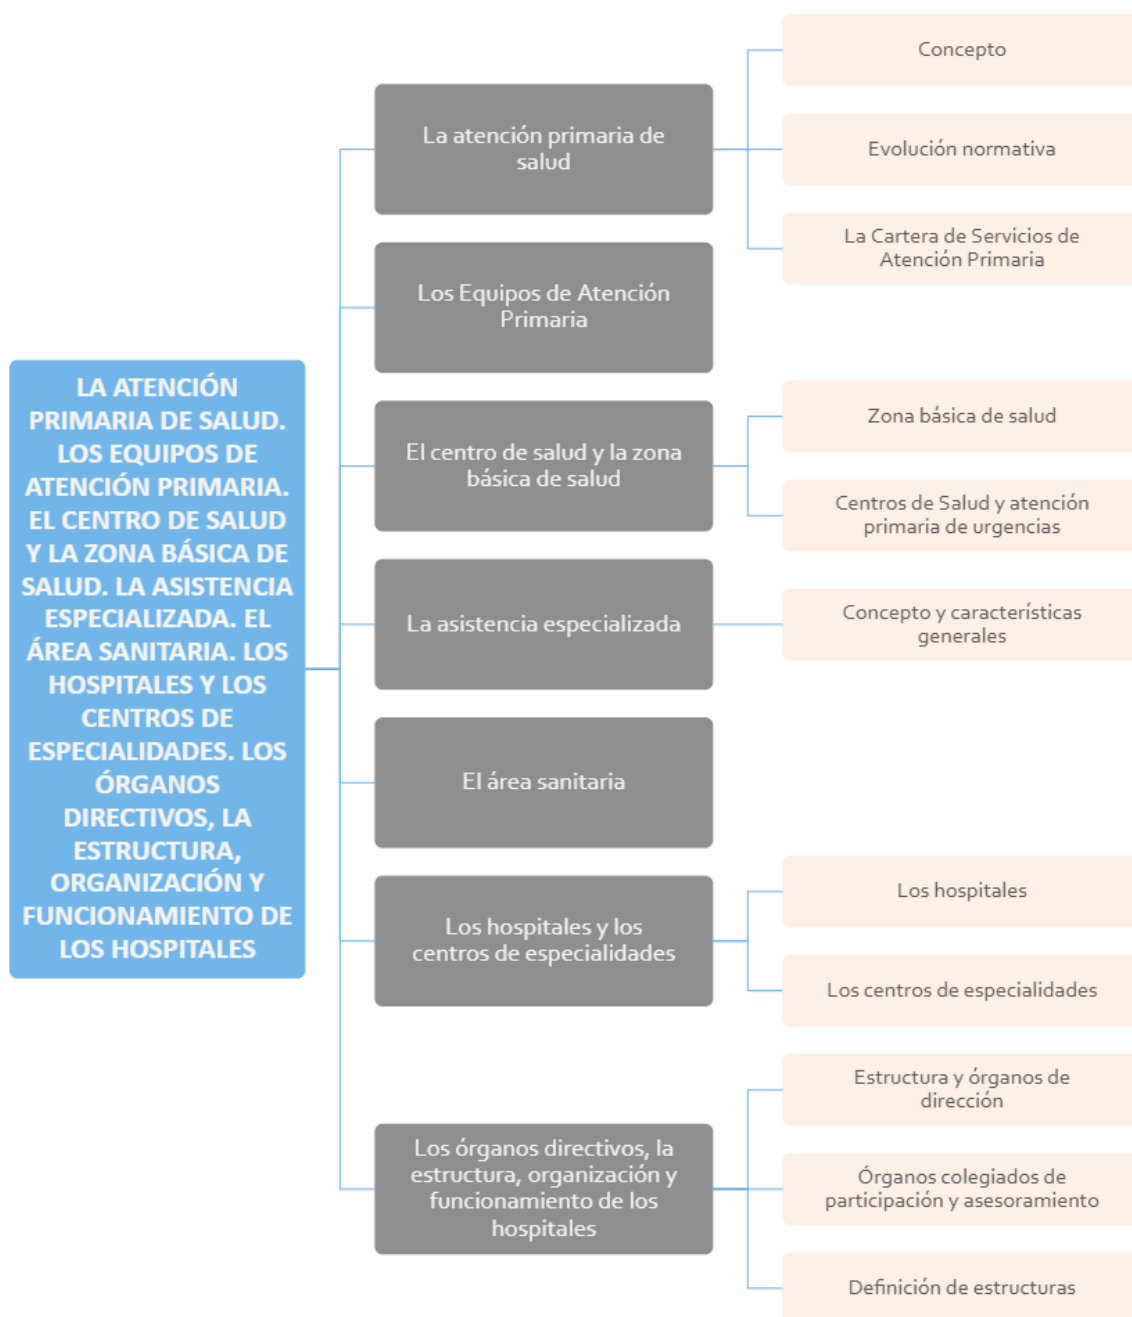 LA ATENCIÓN
PRIMARIA DE SALUD.
LOS EQUIPOS DE
ATENCIÓN PRIMARIA.
EL CENTRO DE SALUD
Y LA ZONA BÁSICA DE
SALUD. LA ASISTENCIA
ESPECIALIZADA. EL
ÁREA SANITARIA. LOS
HOSPITALES Y LOS
CENTROS DE
ESPECIALIDADES. LOS
ÓRGANOS
DIRECTIVOS, LA
ESTRUCTURA,
ORGANIZACIÓN Y
FUNCIONAMIENTO DE
LOS HOSPITALES
La atención primaria de
salud
Concepto
Evolución normativa
La Cartera de Servicios de
Atención Primaria
Los Equipos de Atención
Primaria
El centro de salud y la zona
básica de salud
Zona básica de salud
Centros de Salud y atención
primaria de urgencias
La asistencia especializada
Concepto y características
generales
El área sanitaria
Los hospitales y los
centros de especialidades
Los hospitales
Los centros de especialidades
Los órganos directivos, la
estructura, organización y
funcionamiento de los
hospitales
Estructura y órganos de
dirección
Órganos colegiados de
participación y asesoramiento
Definición de estructuras